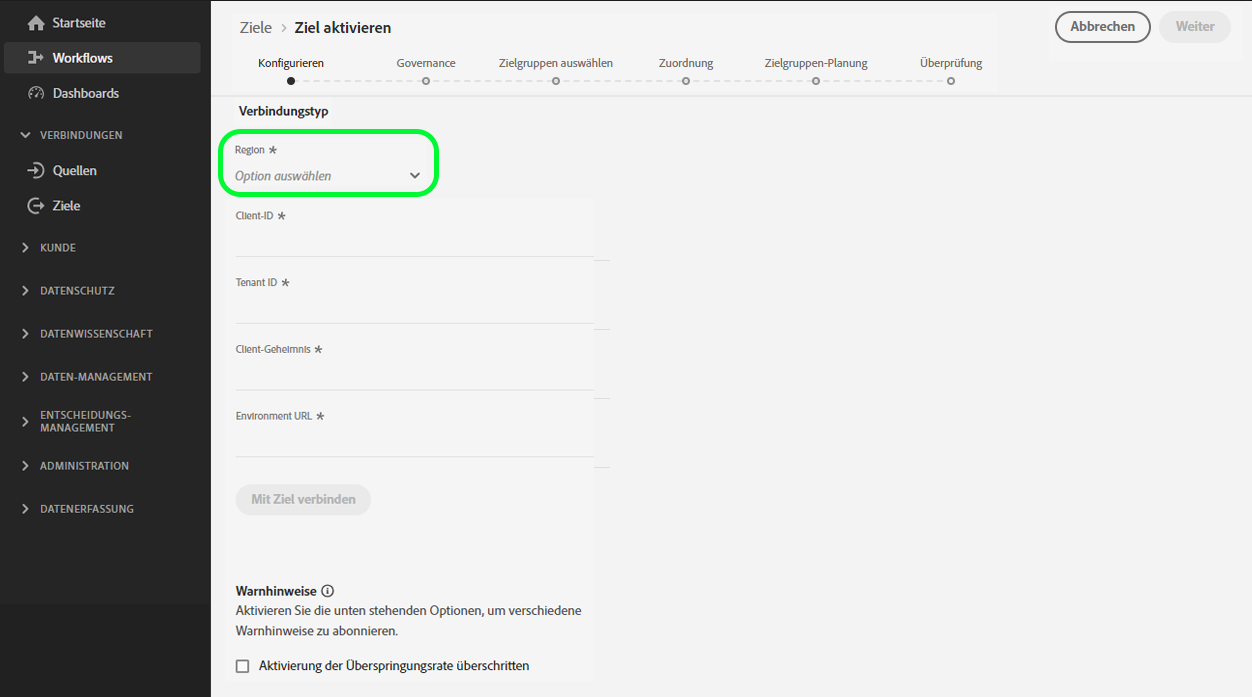 Startseite
Workflows
Dashboards
VERBINDUNGEN
Quellen
Ziele
KUNDE
DATENSCHUTZ
DATENWISSENSCHAFT
DATEN-MANAGEMENT
ENTSCHEIDUNGS-
MANAGEMENT
ADMINISTRATION
DATENERFASSUNG
Ziele > Ziel aktivieren
Abbrechen
Weiter
Konfigurieren
Governance
Zielgruppen auswählen
Zuordnung
Zielgruppen-Planung
Überprüfung
Verbindungstyp
Region *
Option auswählen
Client-ID *
Tenant ID *
Client-Geheimnis *
Environment URL *
Mit Ziel verbinden
Warnhinweise
Aktivieren Sie die unten stehenden Optionen, um verschiedene
Warnhinweise zu abonnieren.
Aktivierung der Überspringungsrate überschritten